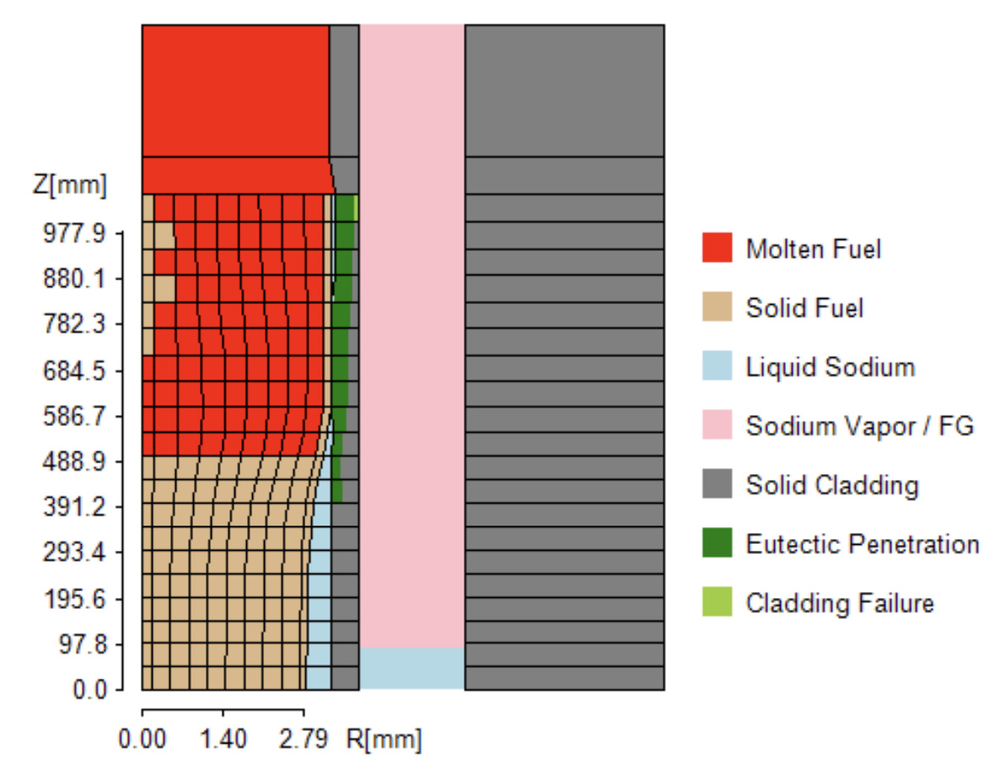 Z[mm]
977.9
880.1
782.3
684.5
586.7
488.9
391.2
293.4
195.6
97.8
0.0
0.00 1.40 2.79 R[mm]
Molten Fuel
Solid Fuel
Liquid Sodium
Sodium Vapor / FG
Solid Cladding
Eutectic Penetration
Cladding Failure